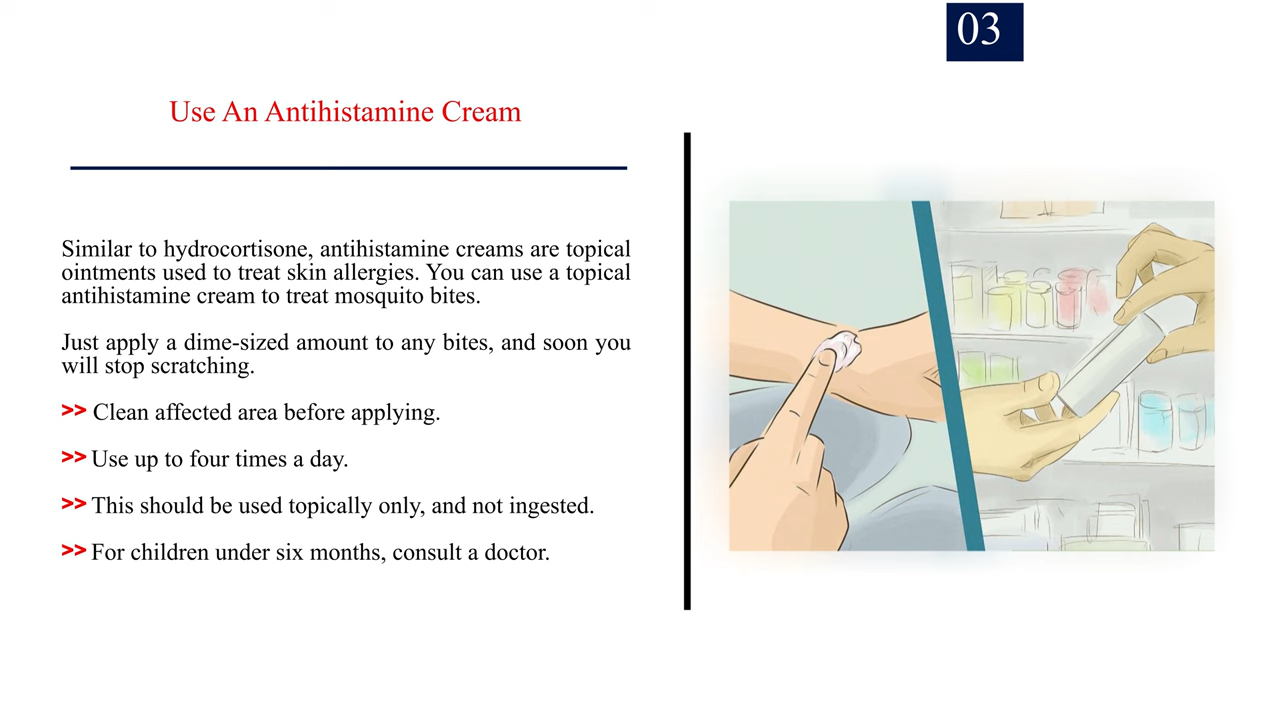 03
Use An Antihistamine Cream
Similar to hydrocortisone, antihistamine creams are topical
ointments used to treat skin allergies. You can use a topical
antihistamine cream to treat mosquito bites.
Just apply a dime-sized amount to any bites, and soon you
will stop scratching.
>> Clean affected area before applying.
>> Use up to four times a day.
>> This should be used topically only, and not ingested.
>> For children under six months, consult a doctor.